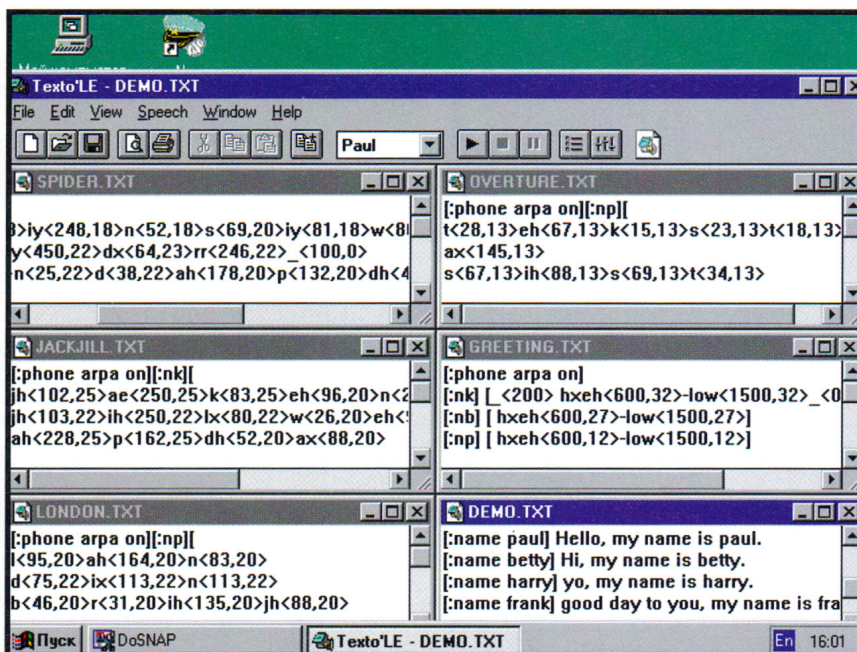 Texto'LE - DEMO.TXT
File Edit View Speech Window Help
Paul
SPIDER.TXT
>iy<248,18>n<52,18>s<69,20>iy<81,18>w<8
y<450,22>dx<64,23>rr<246,22>_<100,0>
n<25,22>d<38,22>ah<178,20>p<132,20>dh<4
OVERTURE.TXT
[:phone arpa on][:np][
t<28,13>eh<67,13>k<15,13>s<23,13>t<18,13>
ax<145,13>
s<67,13>ih<88,13>s<69,13>t<34,13>
JACKJILL.TXT
[:phone arpa on][:nk][
jh<102,25>ae<250,25>k<83,25>eh<96,20>n<2
jh<103,22>ih<250,22>lx<80,22>w<26,20>eh<
ah<228,25>p<162,25>dh<52,20>ax<88,20>
GREETING.TXT
[:phone arpa on]
[:nk] [_<200> hxeh<600,32>-low<1500,32>_<0
[:nb] [ hxeh<600,27>-low<1500,27>]
[:np] [ hxeh<600,12>-low<1500,12>]
LONDON.TXT
[:phone arpa on][:np][
l<95,20>ah<164,20>n<83,20>
d<75,22>ix<113,22>n<113,22>
b<46,20>r<31,20>ih<135,20>jh<88,20>
DEMO.TXT
[:name paul] Hello, my name is paul.
[:name betty] Hi, my name is betty.
[:name harry] yo, my name is harry.
[:name frank] good day to you, my name is fra
Пуск DoSNAP Texto'LE - DEMO.TXT En 16:01